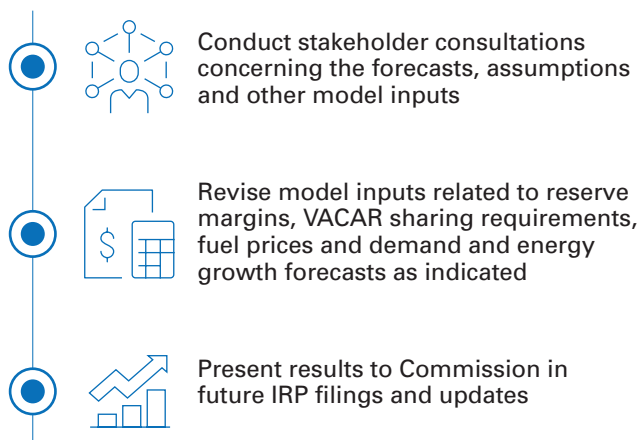 Conduct stakeholder consultations
concerning the forecasts, assumptions
and other model inputs
$
Revise model inputs related to reserve
margins, VACAR sharing requirements,
fuel prices and demand and energy
growth forecasts as indicated
Present results to Commission in
future IRP filings and updates